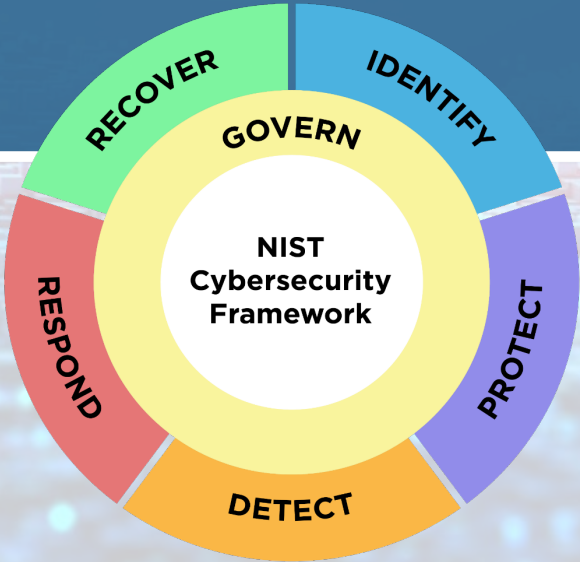 RECOVER
IDENTIFY
GOVERN
NIST
Cybersecurity
Framework
RESPOND
PROTECT
DETECT